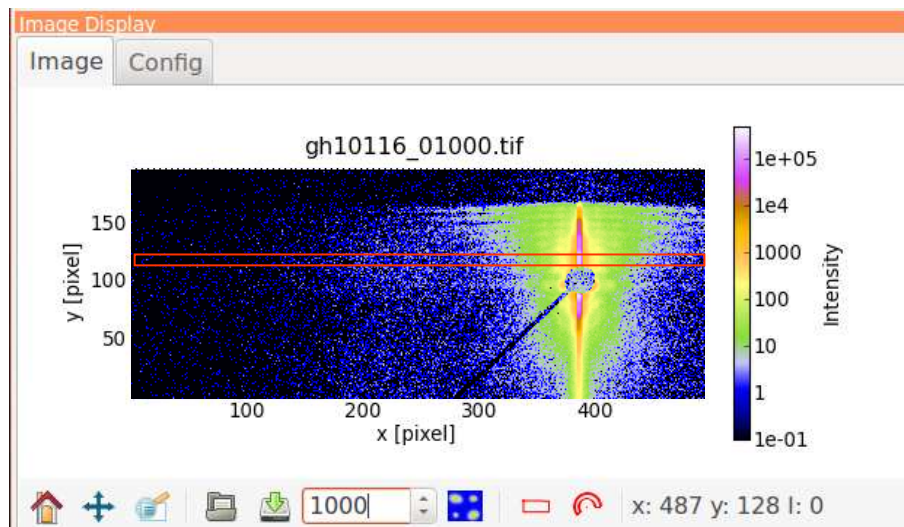 Image Display
Image Config
gh10116_01000.tif
1e+05
1e4
1000
100
10
1
1e-01
Intensity
150
100
50
y [pixel]
100 200 300 400
x [pixel]
1000
x: 487 y: 128 I: 0